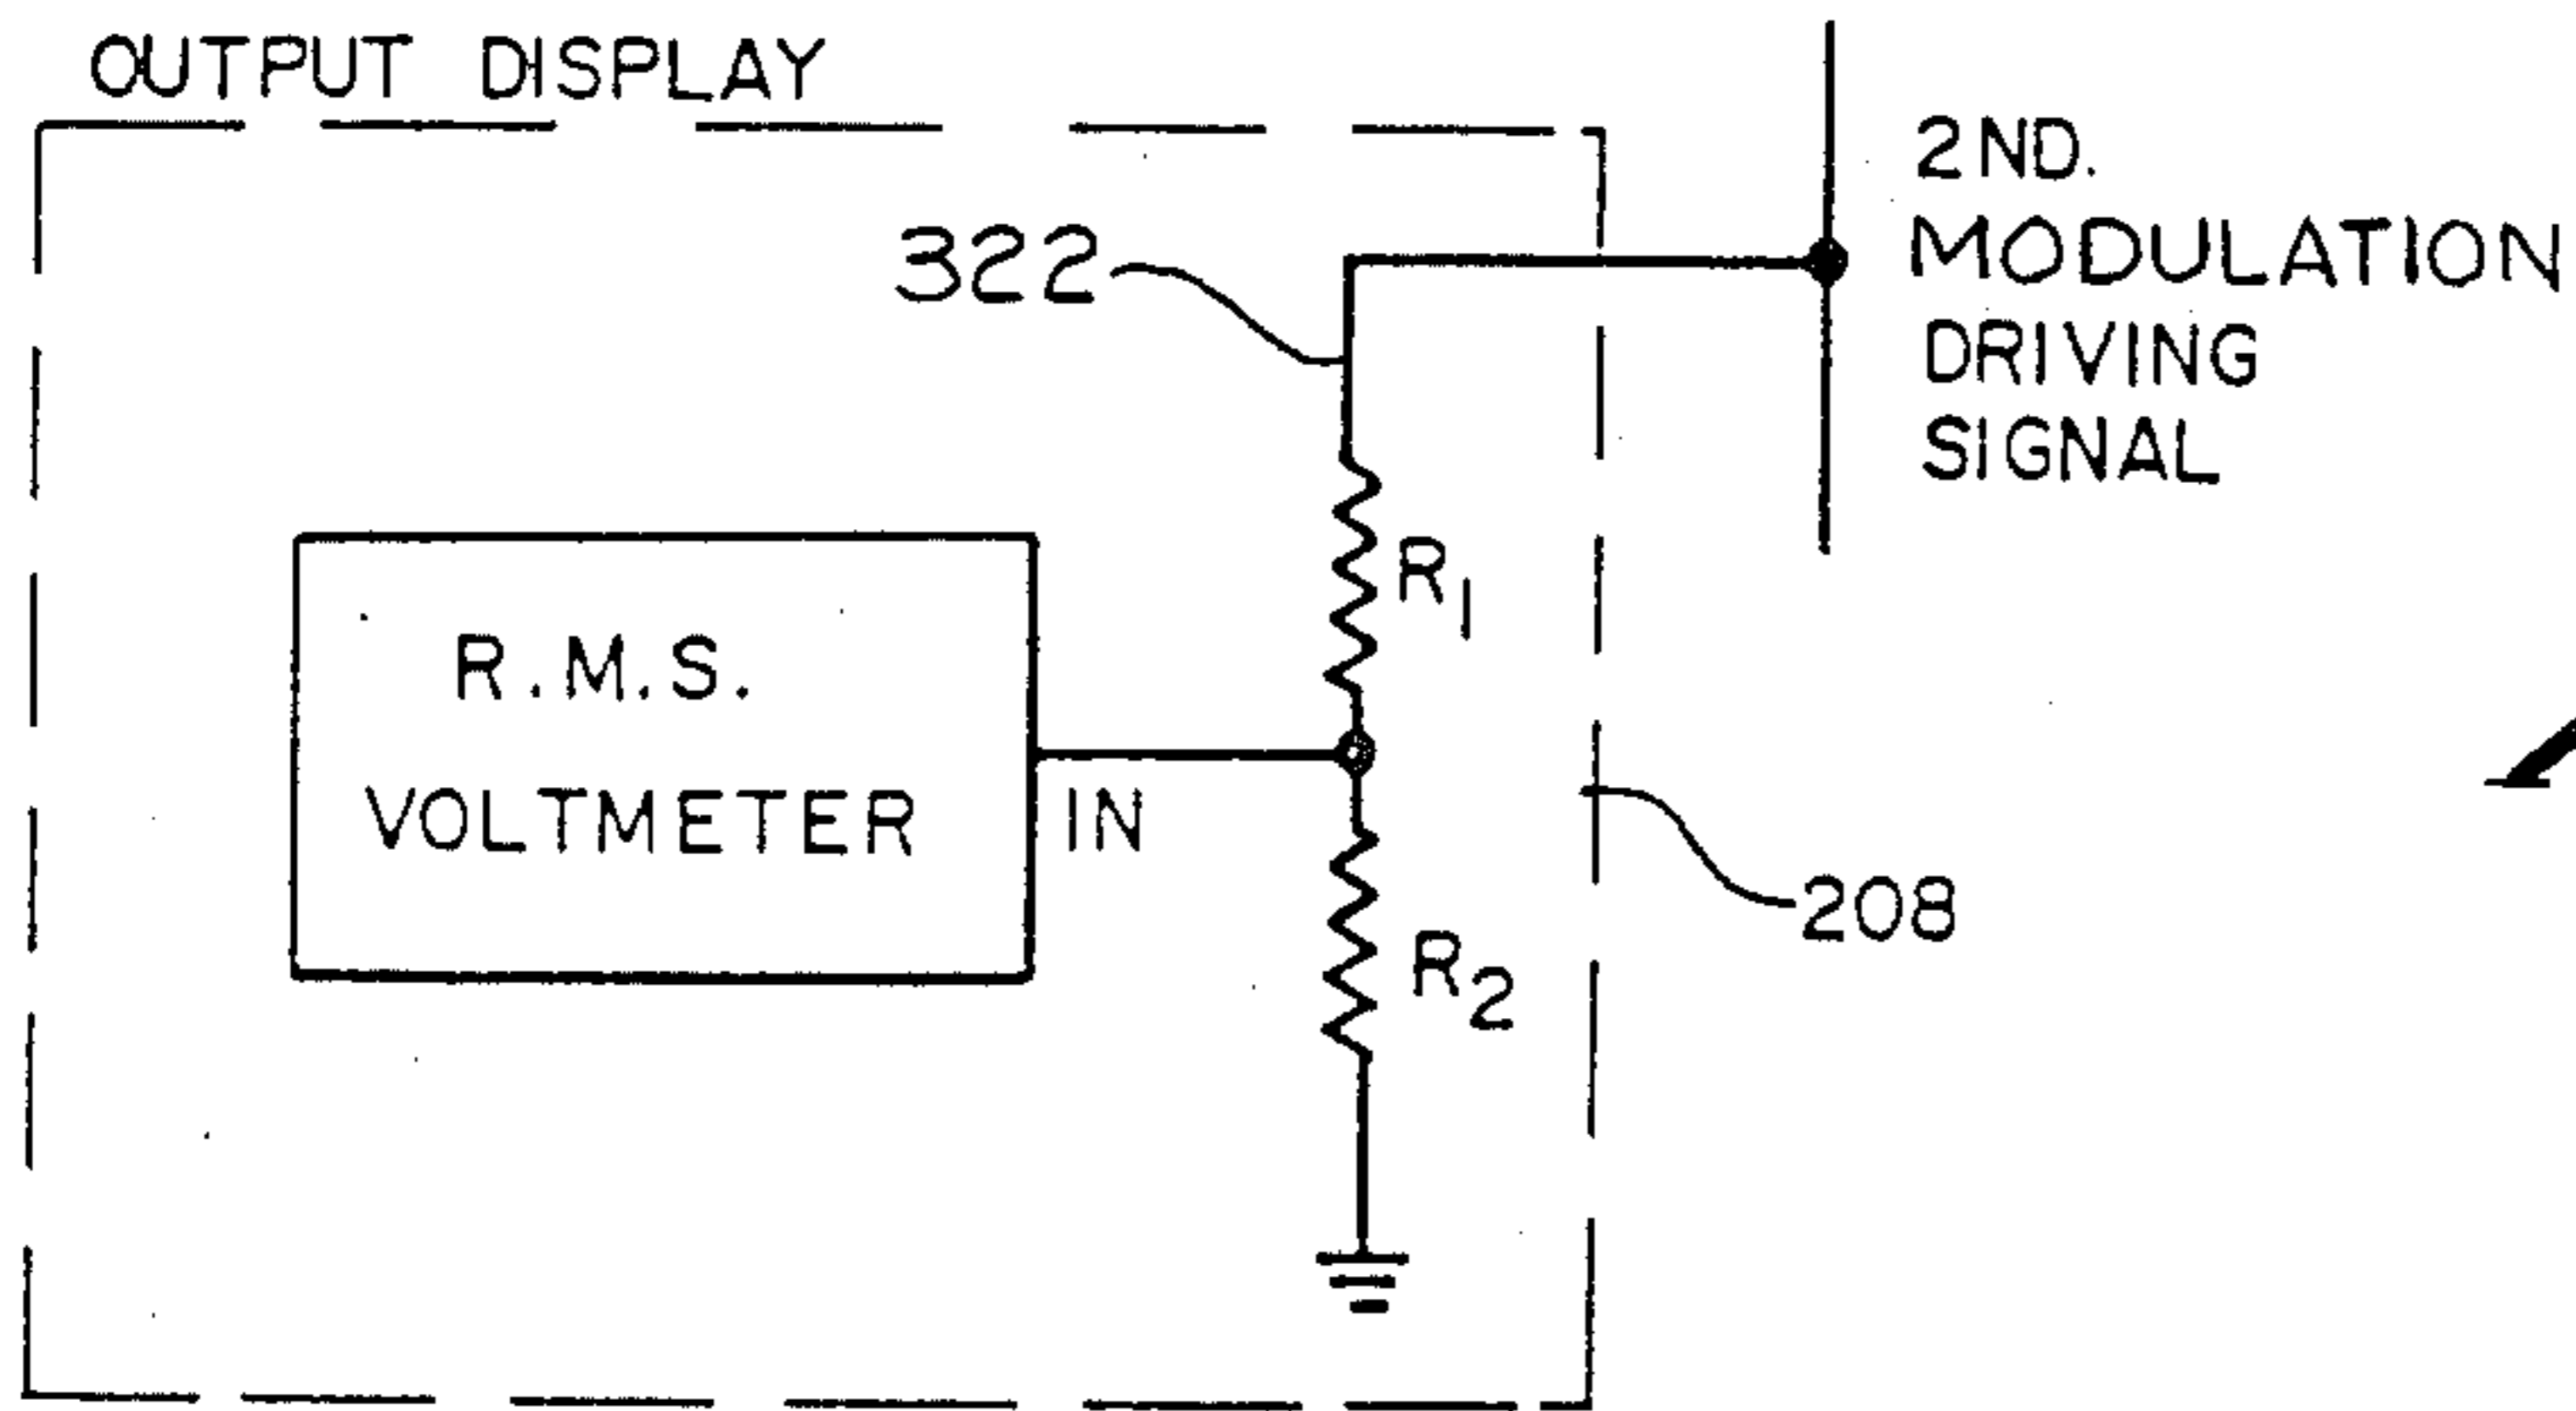 OUTPUT DISPLAY
2ND.
MODULATION
DRIVING
SIGNAL
322
R1
R.M.S.
VOLTMETER
IN
208
R2